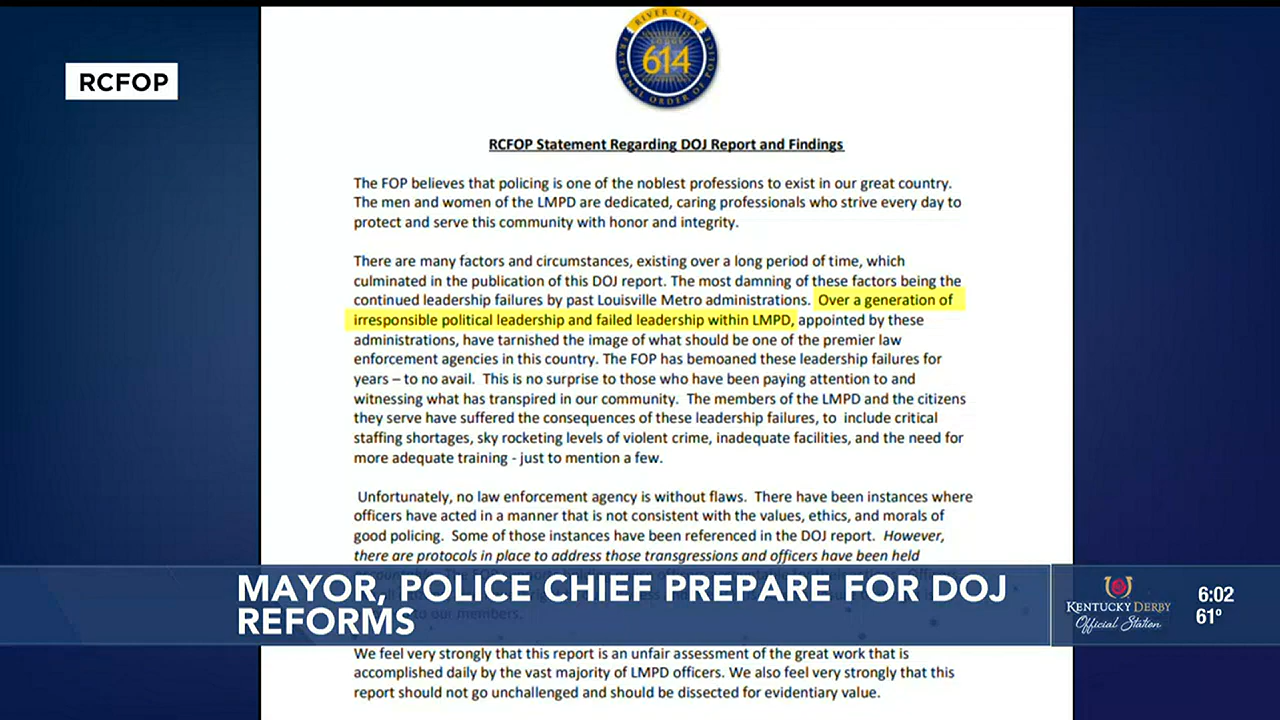 RIVER CITY
614
FRATERNAL ORDER OF POLICE
RCFOP
RCFOP Statement Regarding DOJ Report and Findings
The FOP believes that policing is one of the noblest professions to exist in our great country.
The men and women of the LMPD are dedicated, caring professionals who strive every day to
protect and serve this community with honor and integrity.
There are many factors and circumstances, existing over a long period of time, which
culminated in the publication of this DOJ report. The most damning of these factors being the
continued leadership failures by past Louisville Metro administrations. Over a generation of
irresponsible political leadership and failed leadership within LMPD, appointed by these
administrations, have tarnished the image of what should be one of the premier law
enforcement agencies in this country. The FOP has bemoaned these leadership failures for
years – to no avail. This is no surprise to those who have been paying attention to and
witnessing what has transpired in our community. The members of the LMPD and the citizens
they serve have suffered the consequences of these leadership failures, to include critical
staffing shortages, sky rocketing levels of violent crime, inadequate facilities, and the need for
more adequate training - just to mention a few.
Unfortunately, no law enforcement agency is without flaws. There have been instances where
officers have acted in a manner that is not consistent with the values, ethics, and morals of
good policing. Some of those instances have been referenced in the DOJ report. However,
there are protocols in place to address those transgressions and officers have been held
to our members.
MAYOR, POLICE CHIEF PREPARE FOR DOJ
REFORMS
KENTUCKY DERBY
Official Station
6:02
61°
We feel very strongly that this report is an unfair assessment of the great work that is
accomplished daily by the vast majority of LMPD officers. We also feel very strongly that this
report should not go unchallenged and should be dissected for evidentiary value.